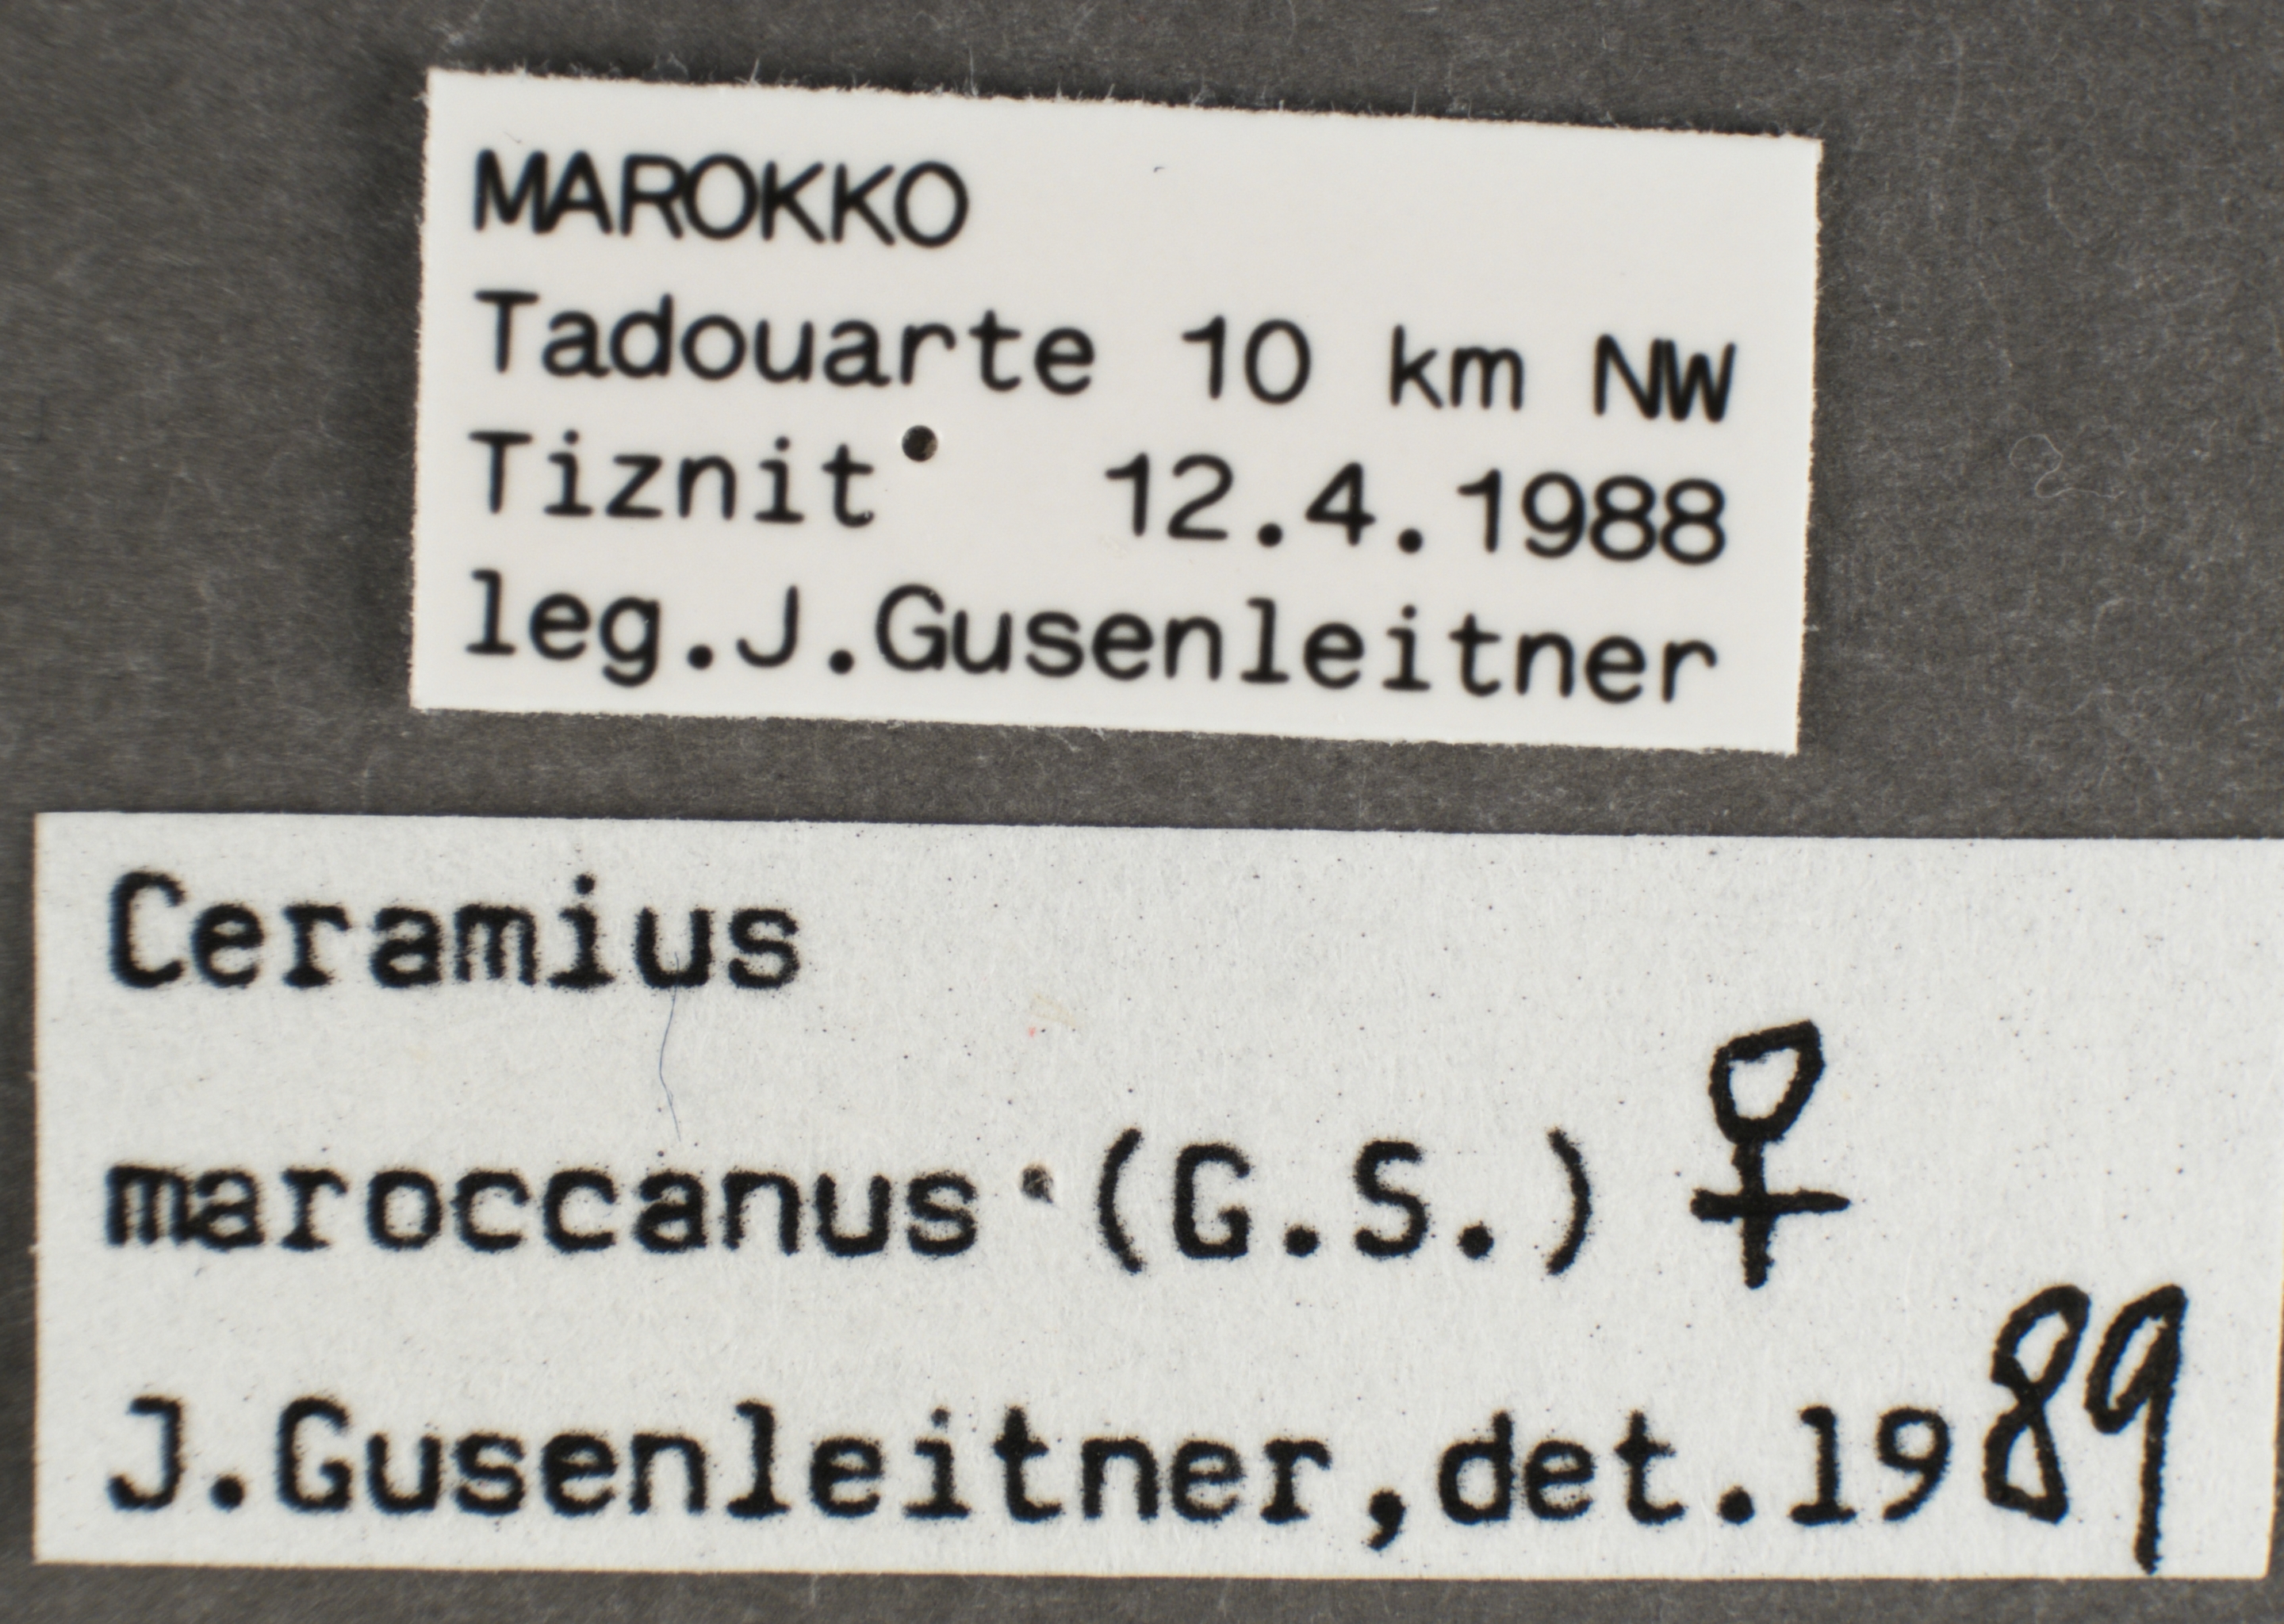 MAROKKO
Tadouarte 10 km NW
Tiznit 12.4.1988
leg.J.Gusenleitner
Ceramius
maroccanus (G.S.) ♀
J.Gusenleitner,det.1989